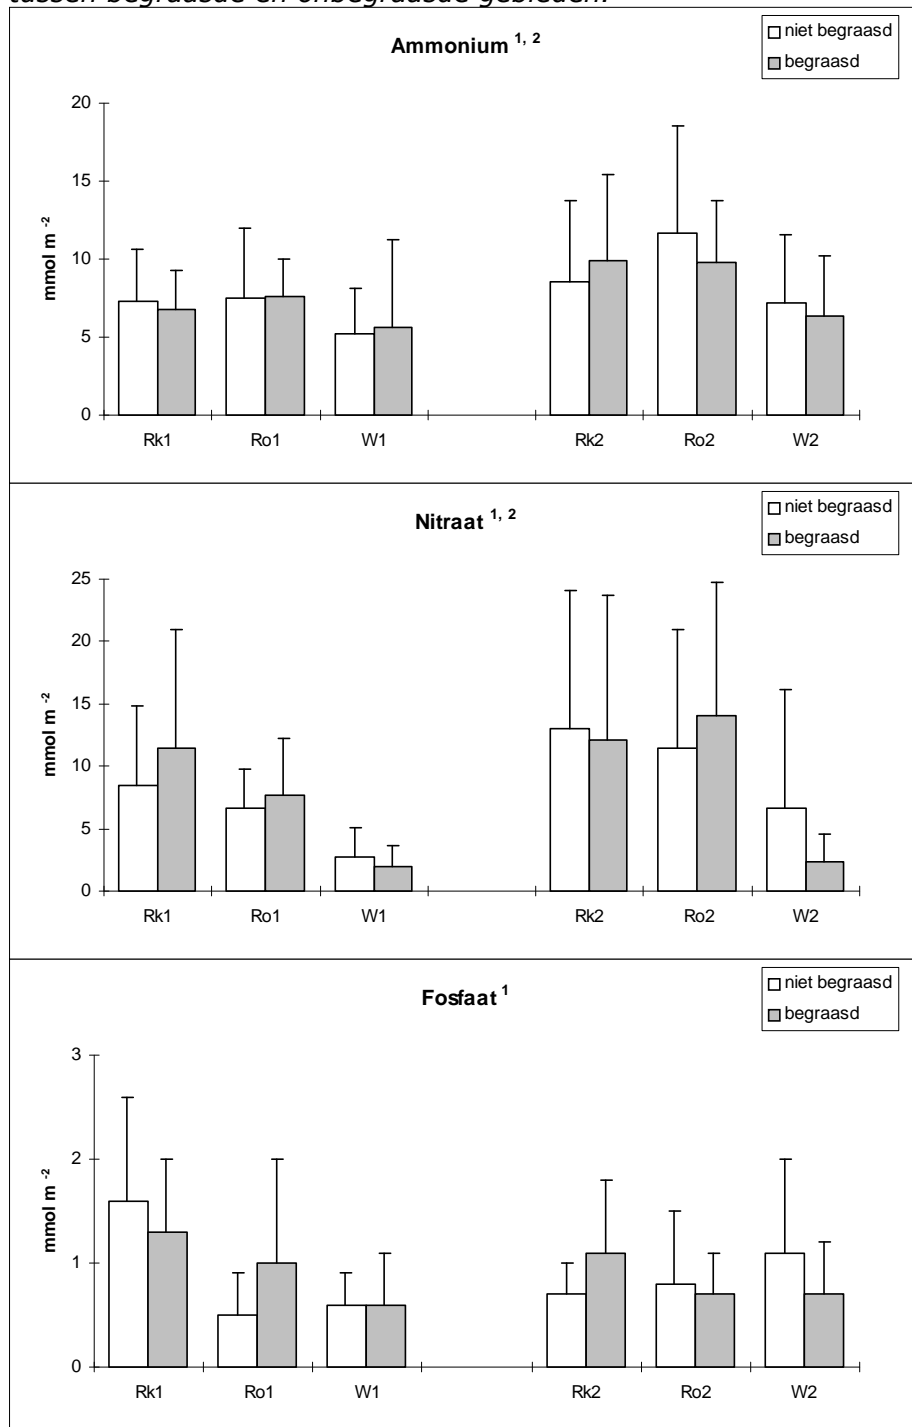 tussen begraasde en onbegraasde gebieden.
Ammonium 1, 2
niet begraasd
begraasd
20
15
10
5
0
mmol m -2
Rk1 Ro1 W1 Rk2 Ro2 W2
Nitraat 1, 2
niet begraasd
begraasd
25
20
15
10
5
0
mmol m -2
Rk1 Ro1 W1 Rk2 Ro2 W2
Fosfaat 1
niet begraasd
begraasd
3
2
1
0
mmol m -2
Rk1 Ro1 W1 Rk2 Ro2 W2